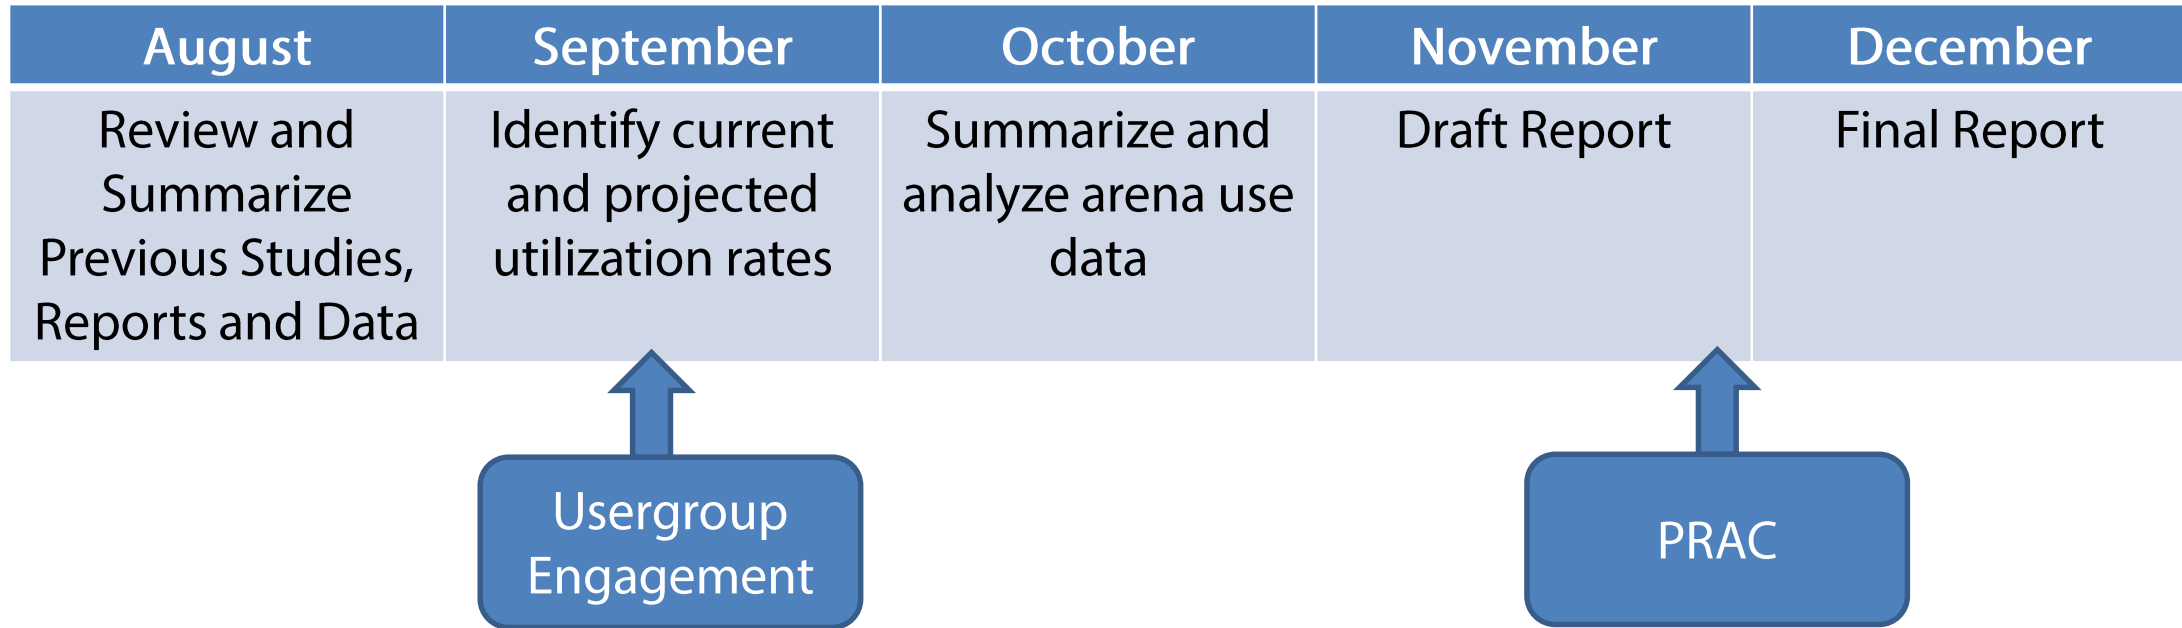 August
September
October
November
December
Review and
Summarize
Previous Studies,
Reports and Data
Identify current
and projected
utilization rates
Summarize and
analyze arena use
data
Draft Report
Final Report
Usergroup
Engagement
PRAC